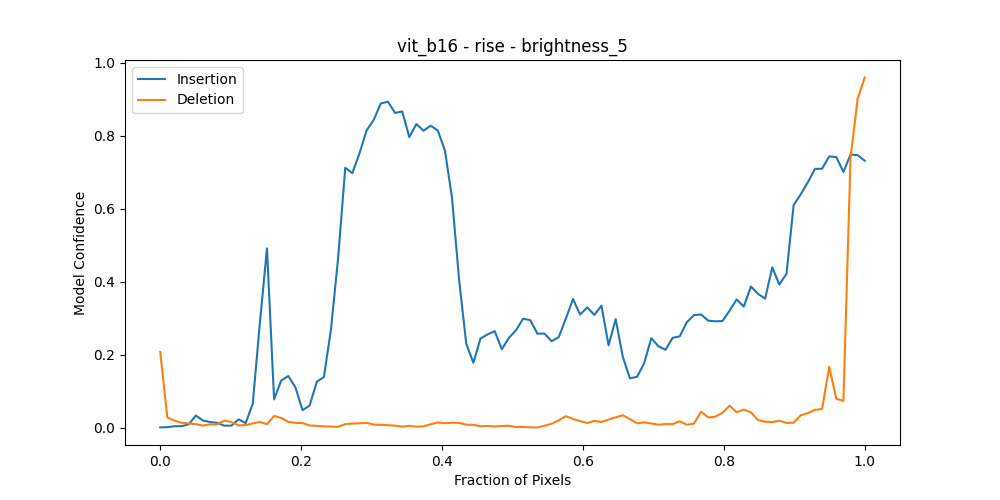 vit_b16 - rise - brightness_5
Insertion
Deletion
Model Confidence
1.0
0.8
0.6
0.4
0.2
0.0
0.0 0.2 0.4 0.6 0.8 1.0
Fraction of Pixels